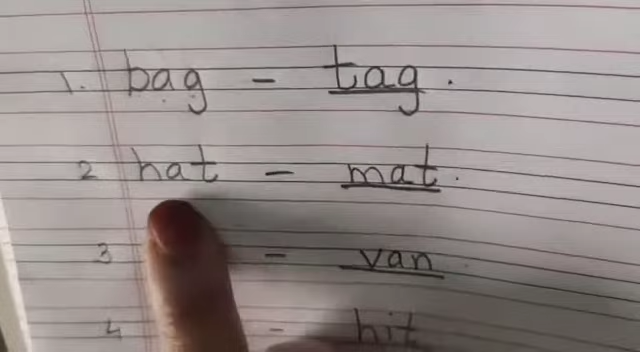 1. bag - tag.
2 hat - mat.
3 - van
4 - hit